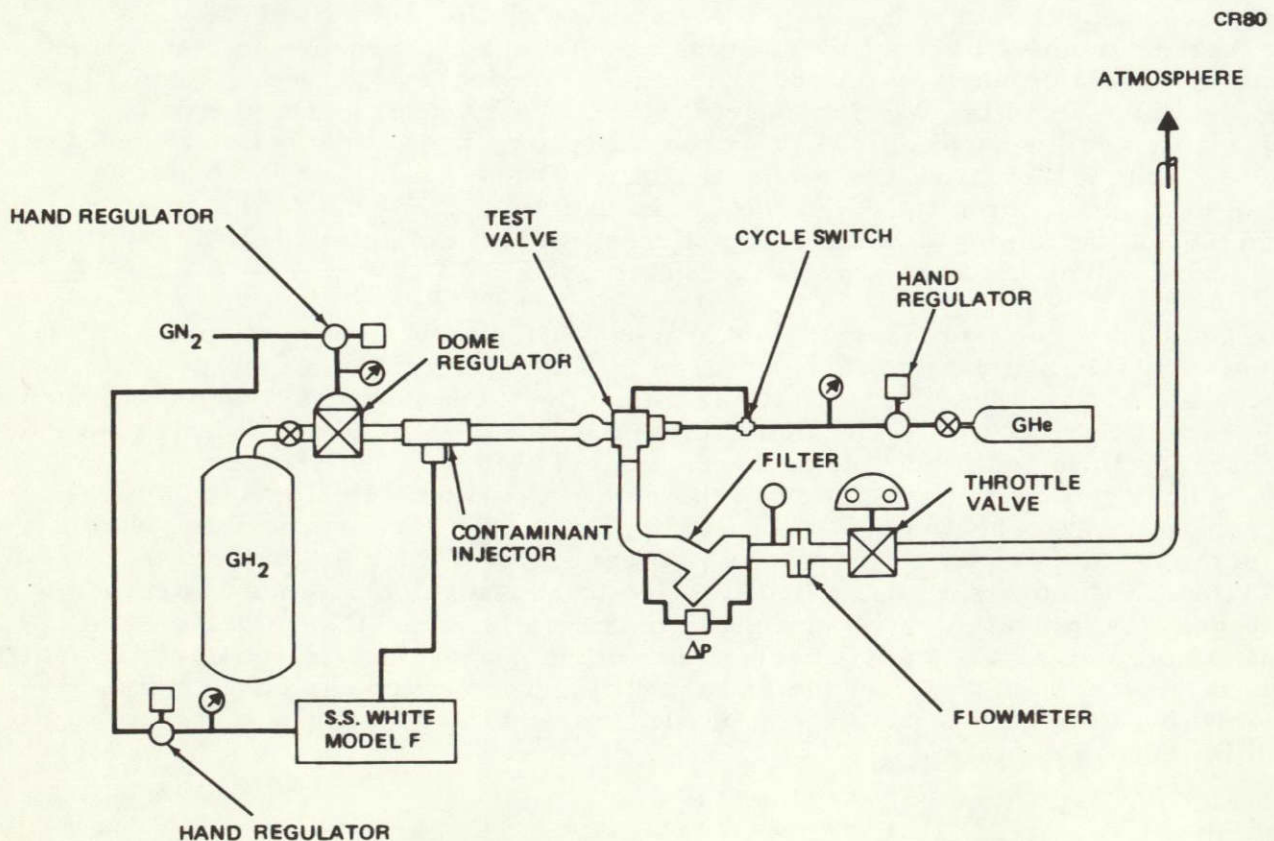 CR80
ATMOSPHERE
HAND REGULATOR
TEST
VALVE
CYCLE SWITCH
HAND
REGULATOR
GN2
DOME
REGULATOR
GHe
FILTER
THROTTLE
VALVE
CONTAMINANT
INJECTOR
GH2
ΔP
S.S. WHITE
MODEL F
FLOWMETER
HAND REGULATOR